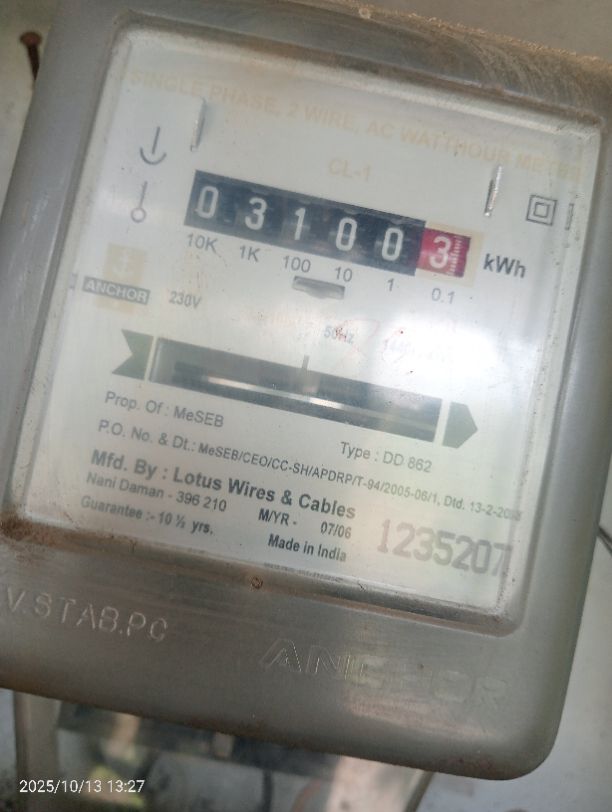 SINGLE PHASE, 2 WIRE, AC WATTHOUR METER
CL-1
0 3 1 0 0 3 kWh
10K 1K 100 10 1 0.1
ANCHOR 230V
50Hz
Prop. Of : MeSEB
Type : DD 862
P.O. No. & Dt.: MeSEB/CEO/CC-SH/APDRP/T-94/2005-06/1, Dtd. 13-2-
Mfd. By : Lotus Wires & Cables
Nani Daman - 396 210
M/YR - 07/06
Guarantee :- 10 ½ yrs.
Made in India
1235207
V.STAB.PC
ANCHOR
2025/10/13 13:27